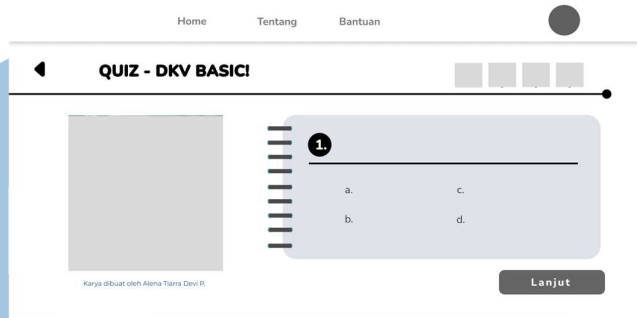 Home Tentang Bantuan
QUIZ - DKV BASIC!
1.
a. c.
b. d.
Karya dibuat oleh Alena Tiarra Devi P.
Lanjut